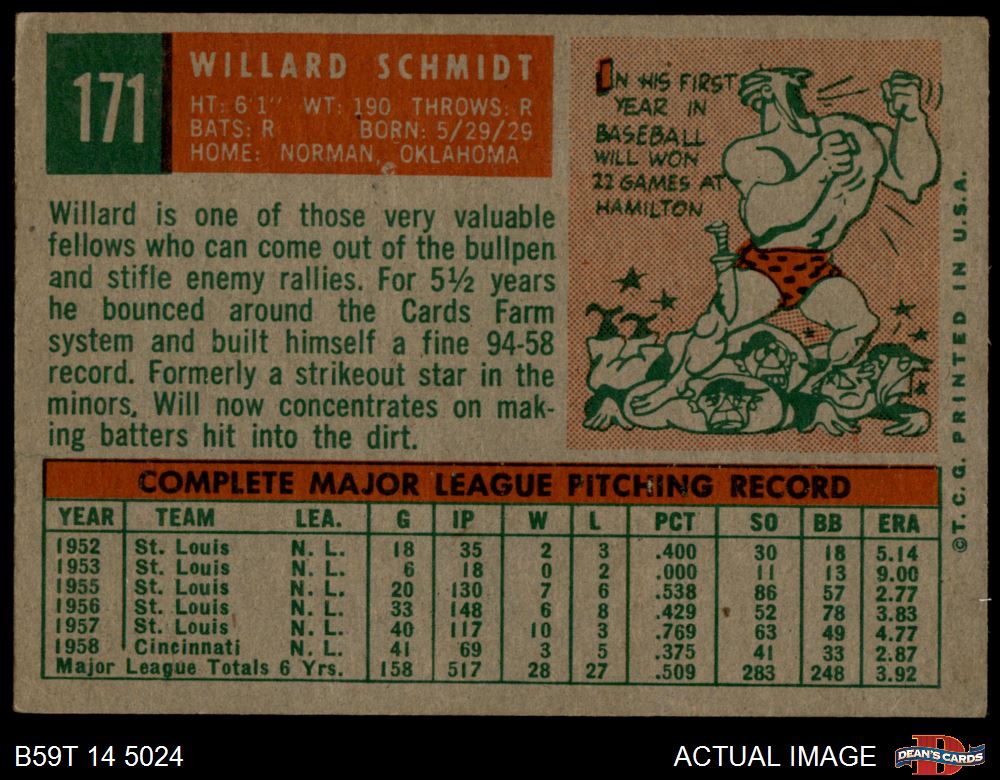 171
WILLARD SCHMIDT
HT: 6'1" WT: 190 THROWS: R
BATS: R BORN: 5/29/29
HOME: NORMAN, OKLAHOMA
Willard is one of those very valuable
fellows who can come out of the bullpen
and stifle enemy rallies. For 5½ years
he bounced around the Cards Farm
system and built himself a fine 94-58
record. Formerly a strikeout star in the
minors, Will now concentrates on mak-
ing batters hit into the dirt.
IN HIS FIRST
YEAR IN
BASEBALL
WILL WON
22 GAMES AT
HAMILTON
COMPLETE MAJOR LEAGUE PITCHING RECORD
YEAR TEAM LEA. G IP W L PCT SO BB ERA
1952 St. Louis N. L. 18 35 2 3 .400 30 18 5.14
1953 St. Louis N. L. 6 18 0 2 .000 11 13 9.00
1955 St. Louis N. L. 20 130 7 6 .538 86 57 2.77
1956 St. Louis N. L. 33 148 6 8 .429 52 78 3.83
1957 St. Louis N. L. 40 117 10 3 .769 63 49 4.77
1958 Cincinnati N. L. 41 69 3 5 .375 41 33 2.87
Major League Totals 6 Yrs. 158 517 28 27 .509 283 248 3.92
©T. C. G. PRINTED IN U.S.A.
B59T 14 5024
ACTUAL IMAGE
DEAN'S CARDS